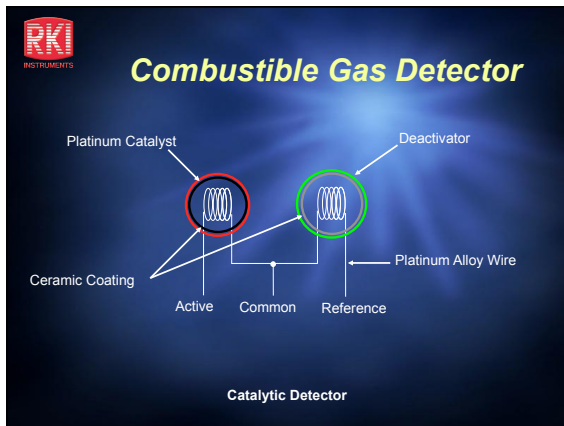 RKI
INSTRUMENTS
Combustible Gas Detector
Platinum Catalyst
Deactivator
Platinum Alloy Wire
Ceramic Coating
Active
Common
Reference
Catalytic Detector